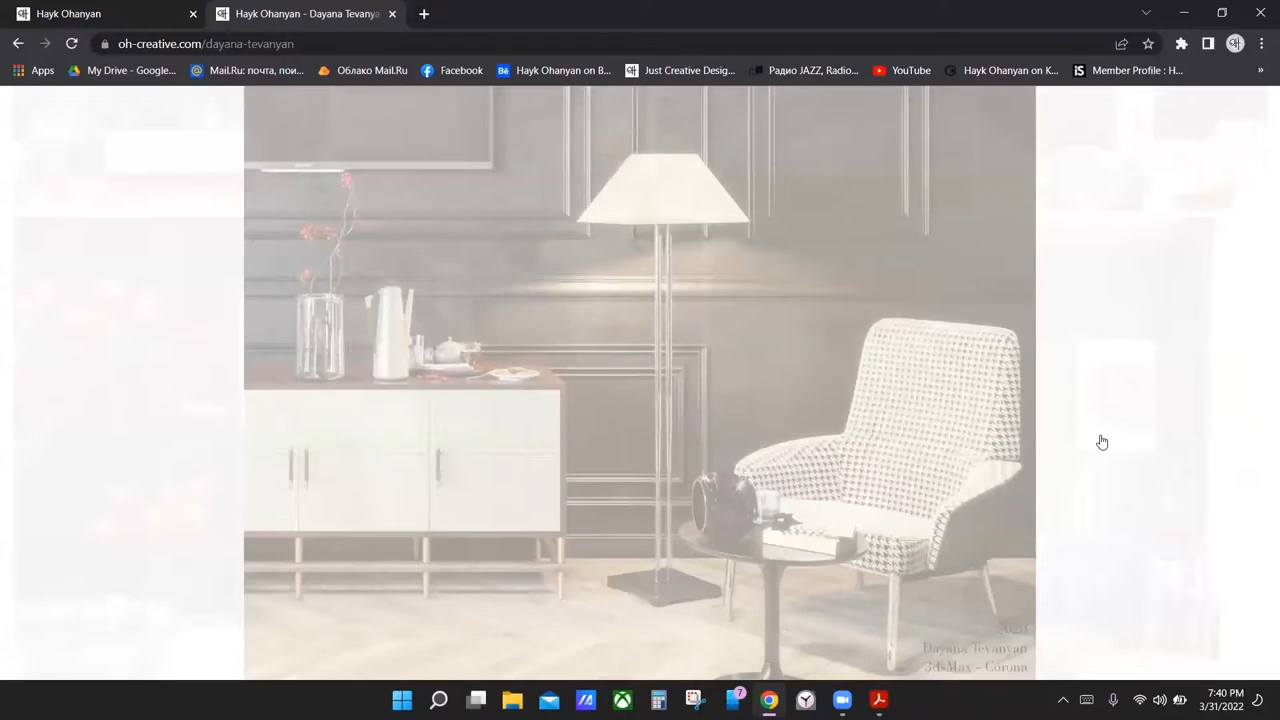 Hayk Ohanyan
Hayk Ohanyan - Dayana Tevanya
oh-creative.com/dayana-tevanyan
Apps
My Drive - Google...
Mail.Ru: почта, пои...
Облако Mail.Ru
Facebook
Hayk Ohanyan on B...
Just Creative Desig...
Радио JAZZ, Radio...
YouTube
Hayk Ohanyan on K...
Member Profile : H...
Dayana Tevanyan
3d-Max - Corona
7
7:40 PM
3/31/2022